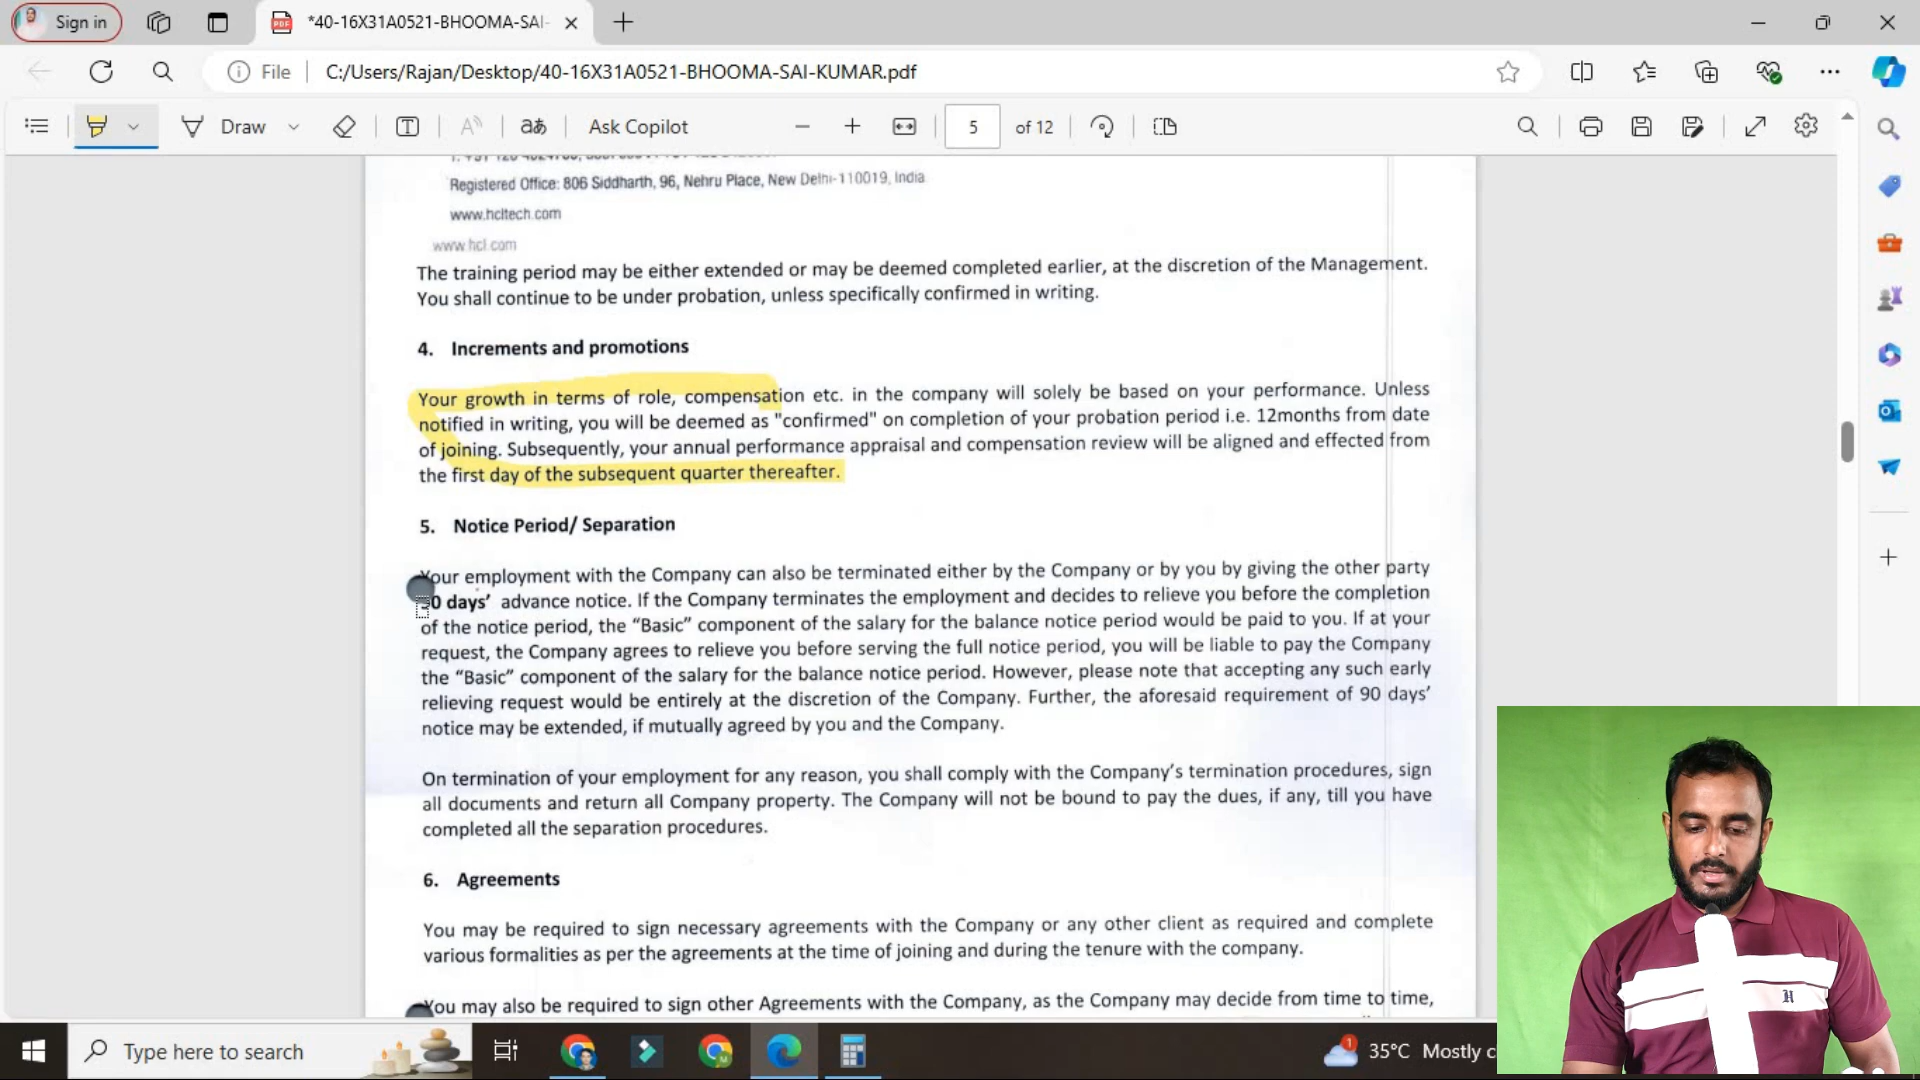 Sign in
*40-16X31A0521-BHOOMA-SAI-
File
C:/Users/Rajan/Desktop/40-16X31A0521-BHOOMA-SAI-KUMAR.pdf
Draw
Ask Copilot
5
of 12
Registered Office: 806 Siddharth, 96, Nehru Place, New Delhi-110019, India
www.hcltech.com
www.hcl.com
The training period may be either extended or may be deemed completed earlier, at the discretion of the Management.
You shall continue to be under probation, unless specifically confirmed in writing.
4. Increments and promotions
Your growth in terms of role, compensation etc. in the company will solely be based on your performance. Unless
notified in writing, you will be deemed as "confirmed" on completion of your probation period i.e. 12months from date
of joining. Subsequently, your annual performance appraisal and compensation review will be aligned and effected from
the first day of the subsequent quarter thereafter.
5. Notice Period/ Separation
Your employment with the Company can also be terminated either by the Company or by you by giving the other party
90 days' advance notice. If the Company terminates the employment and decides to relieve you before the completion
of the notice period, the “Basic” component of the salary for the balance notice period would be paid to you. If at your
request, the Company agrees to relieve you before serving the full notice period, you will be liable to pay the Company
the “Basic” component of the salary for the balance notice period. However, please note that accepting any such early
relieving request would be entirely at the discretion of the Company. Further, the aforesaid requirement of 90 days’
notice may be extended, if mutually agreed by you and the Company.
On termination of your employment for any reason, you shall comply with the Company’s termination procedures, sign
all documents and return all Company property. The Company will not be bound to pay the dues, if any, till you have
completed all the separation procedures.
6. Agreements
You may be required to sign necessary agreements with the Company or any other client as required and complete
various formalities as per the agreements at the time of joining and during the tenure with the company.
You may also be required to sign other Agreements with the Company, as the Company may decide from time to time,
Type here to search
1
35°C Mostly c
H